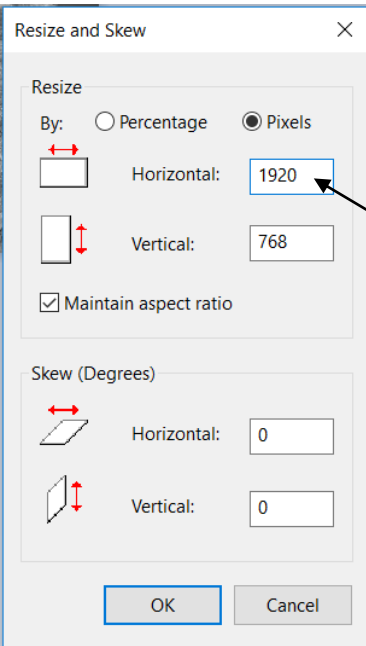 Resize and Skew
Resize
By: Percentage Pixels
Horizontal: 1920
Vertical: 768
Maintain aspect ratio
Skew (Degrees)
Horizontal: 0
Vertical: 0
OK Cancel